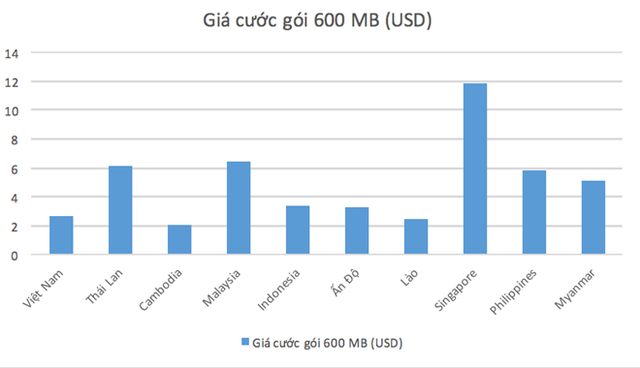 Giá cước gói 600 MB (USD)
14
12
10
8
6
4
2
0
Việt Nam
Thái Lan
Cambodia
Malaysia
Indonesia
Ấn Độ
Lào
Singapore
Philippines
Myanmar
Giá cước gói 600 MB (USD)